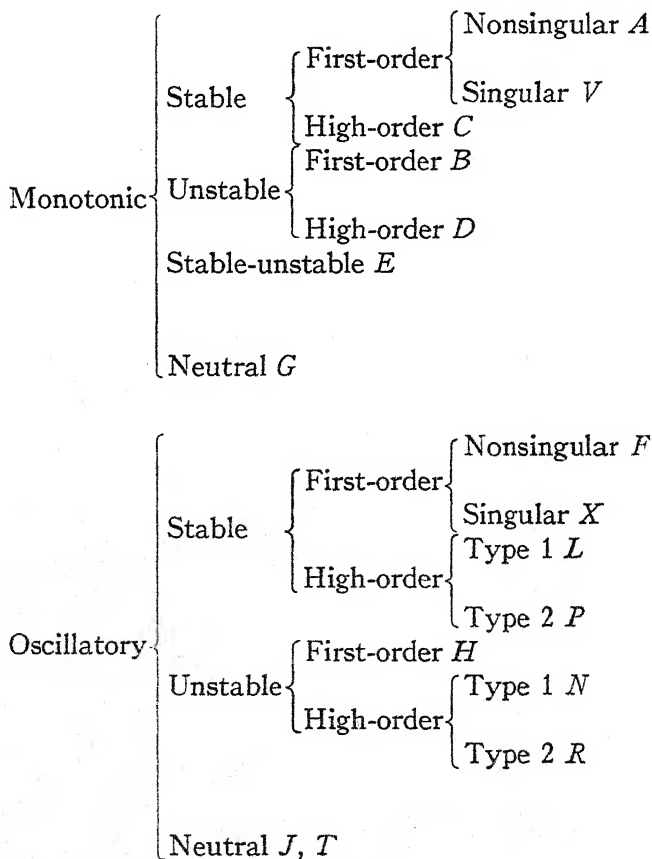 Nonsingular A
First-order
Stable
Singular V
High-order C
First-order B
Monotonic
Unstable
High-order D
Stable-unstable E
Neutral G
Nonsingular F
First-order
Singular X
Stable
Type 1 L
High-order
Type 2 P
Oscillatory
First-order H
Unstable
Type 1 N
High-order
Type 2 R
Neutral J, T